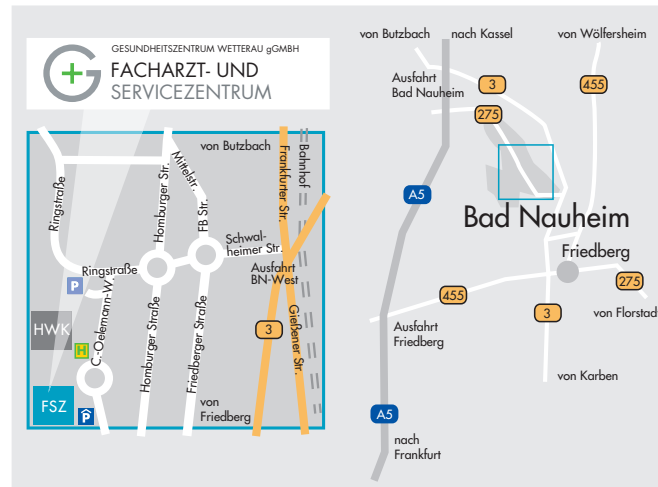 GESUNDHEITSZENTRUM WETTERAU gGMBH
FACHARZT- UND
SERVICEZENTRUM
von Butzbach
Ringstraße
Homburger Str.
Mittelstr.
FB Str.
Frankfurter Str.
Bahnhof
Schwal-
heimer Str.
Ausfahrt
BN-West
Ringstraße
P
C.-Oelemann-W.
HWK
H
FSZ
P
Homburger Straße
Friedberger Straße
3
Gießener Str.
von
Friedberg
von Butzbach
nach Kassel
von Wölfersheim
Ausfahrt
Bad Nauheim
3
455
275
A5
Bad Nauheim
Friedberg
275
455
3
von Florstadt
Ausfahrt
Friedberg
von Karben
A5
nach
Frankfurt